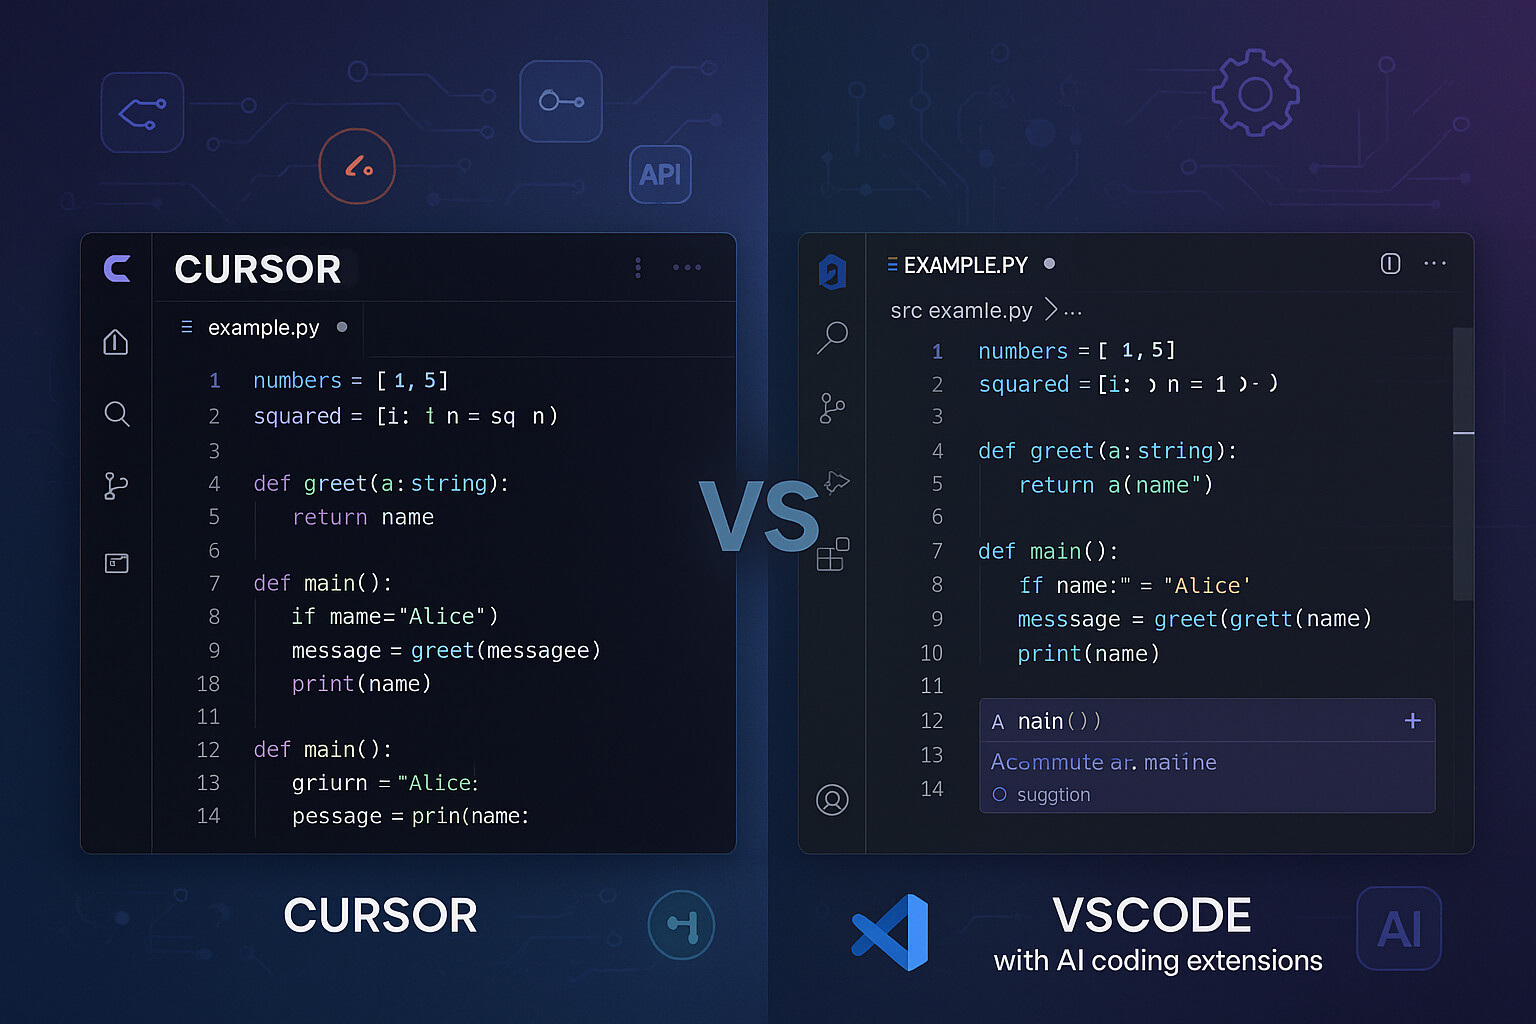 API
CURSOR
example.py
1 numbers = [ 1, 5]
2 squared = [i: t n = sq n)
3
4 def greet(a: string):
5 return name
6
7 def mam():
8 if mame="Alice")
9 message = greet(messagee)
18 print(name)
11
12 def mam():
13 griurn = "Alice:
14 pessage = prin(name:
VS
EXAMPLE.PY
src examle.py > ...
1 numbers = [ 1, 5]
2 squared = [i: ɔ n = 1 ɔ- )
3
4 def greet(a: string):
5 return a(name")
6
7 def mam():
8 ff name:"" = "Alice'
9 messsage = greet(grett(name)
10 print(name)
11
12 A nain())
+
13 Acommute ar. matine
14 suggtion
CURSOR
VSCODE
with AI coding extensions
AI